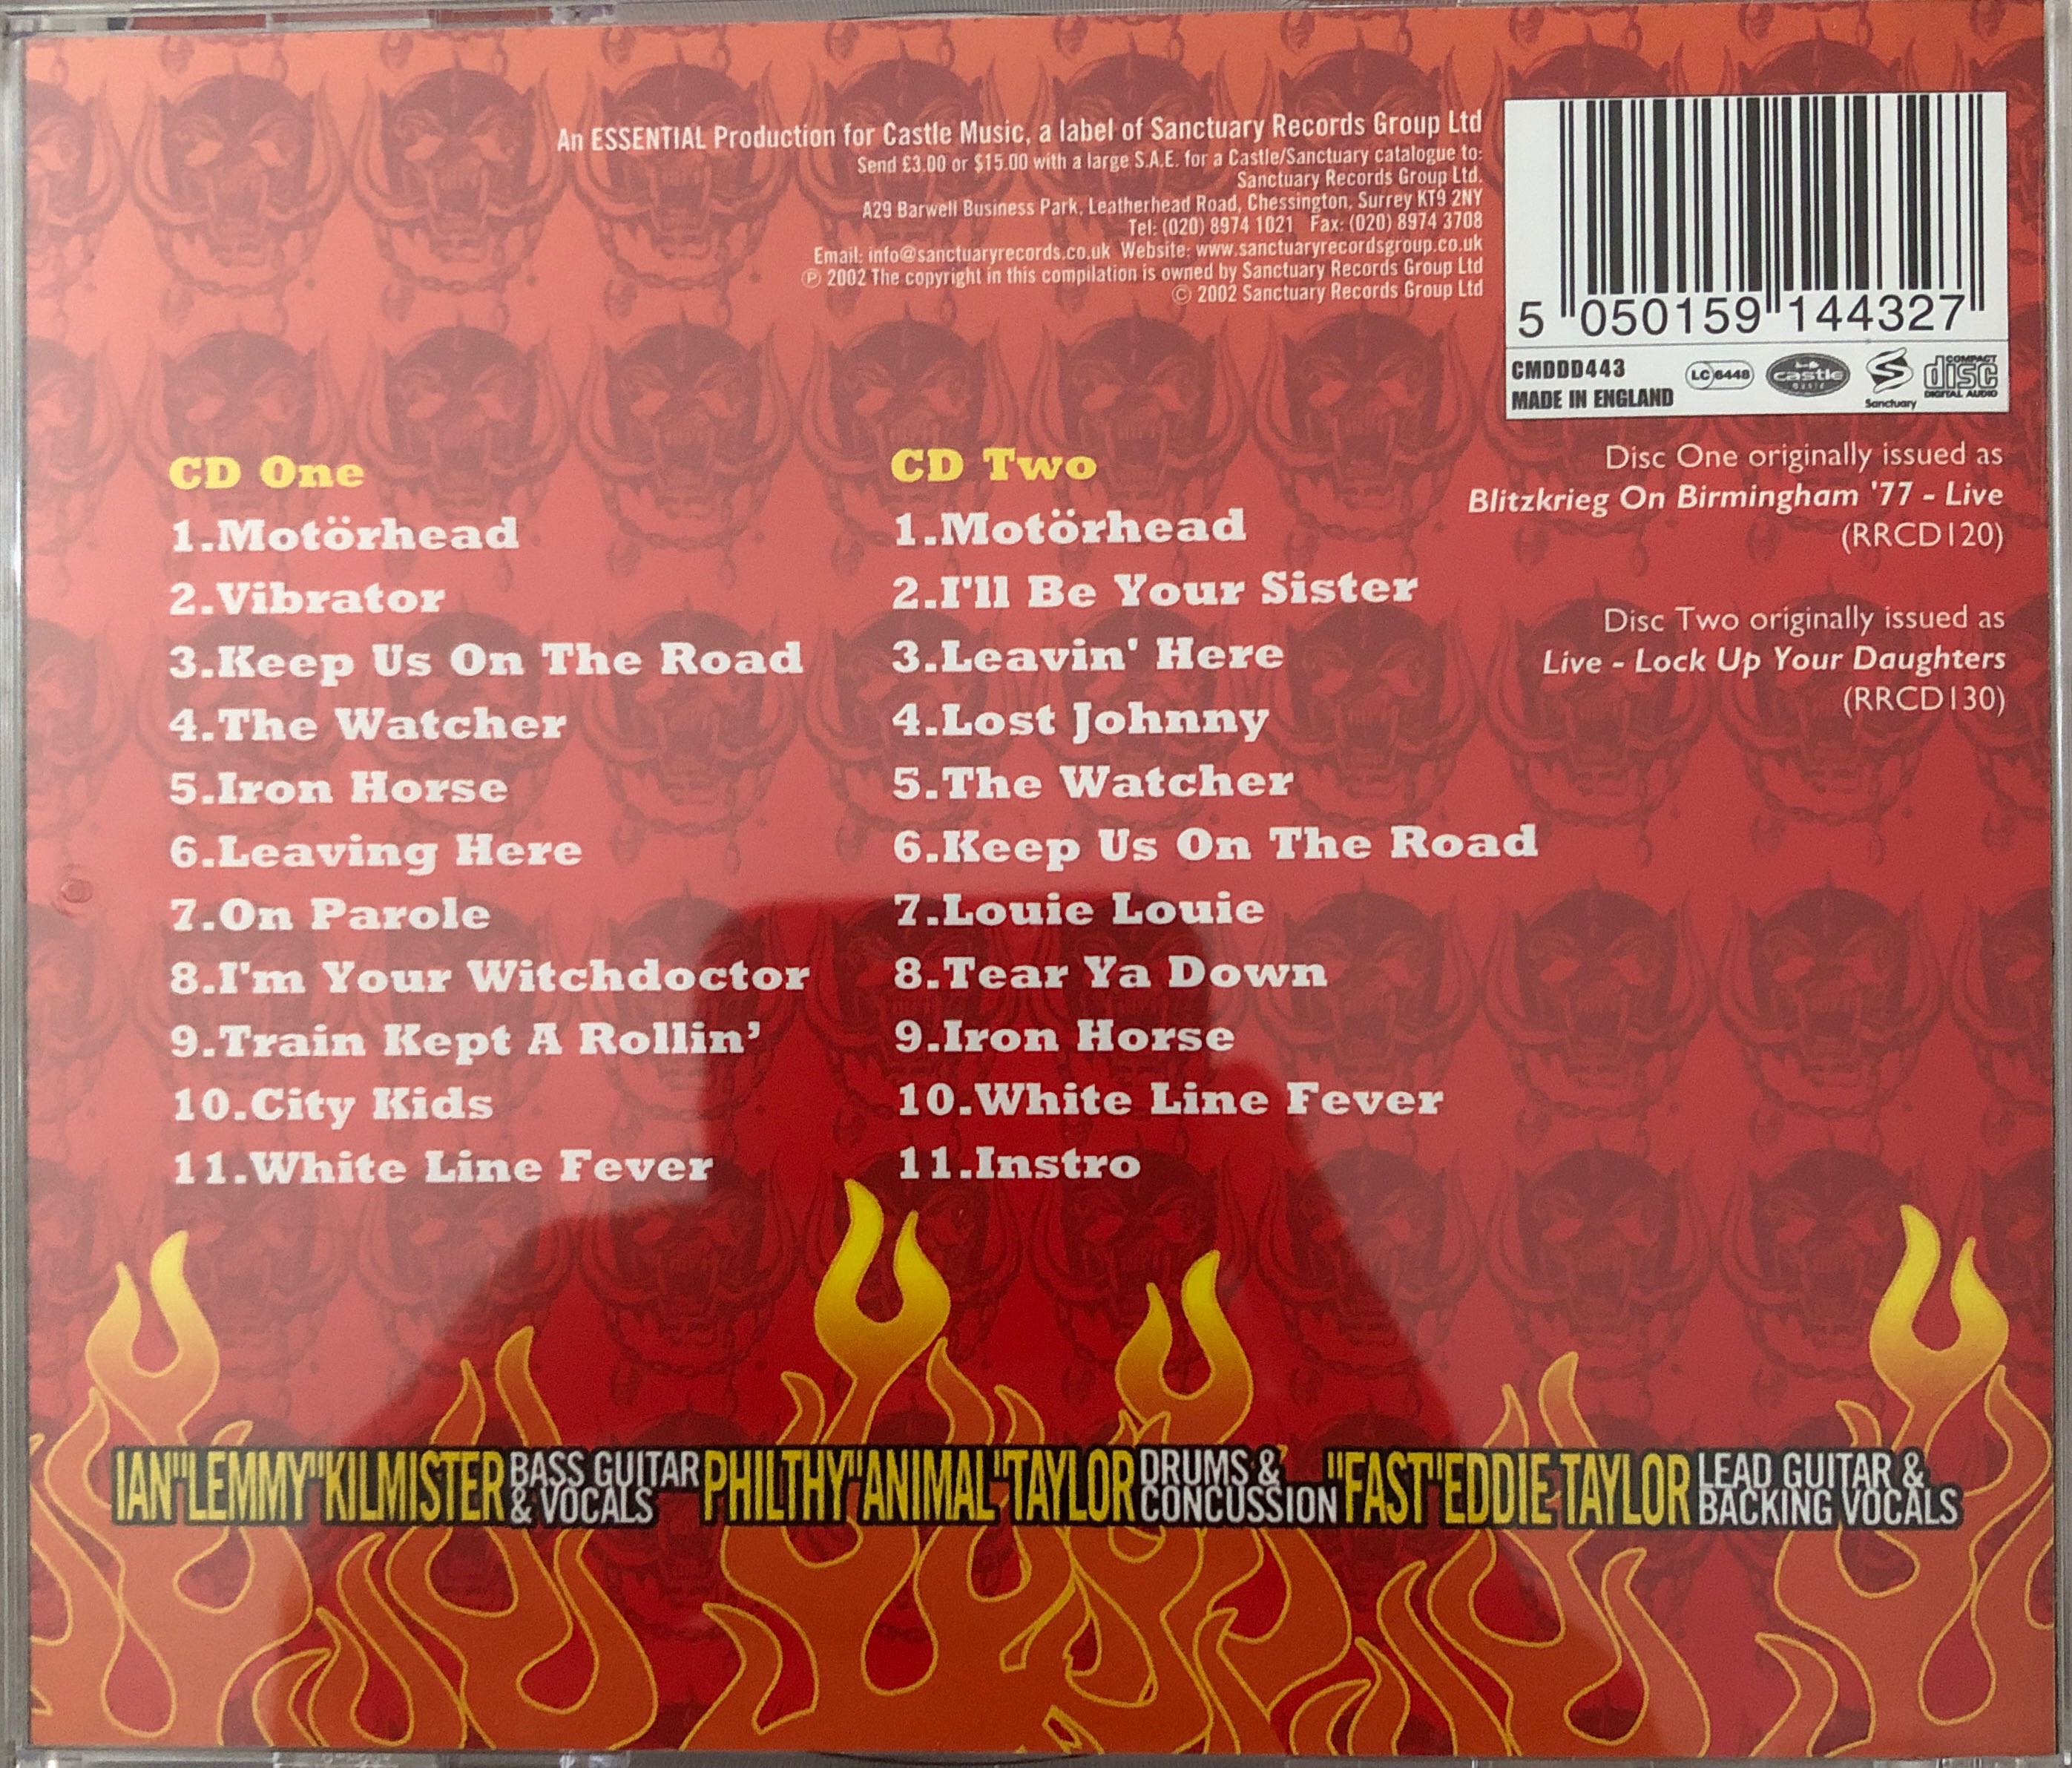 An ESSENTIAL Production for Castle Music, a label of Sanctuary Records Group Ltd
Send £3.00 or $15.00 with a large S.A.E. for a Castle/Sanctuary catalogue to:
Sanctuary Records Group Ltd.
A29 Barwell Business Park, Leatherhead Road, Chessington, Surrey KT9 2NY
Tel: (020) 8974 1021 Fax: (020) 8974 3708
Email: info@sanctuaryrecords.co.uk Website: www.sanctuaryrecordsgroup.co.uk
℗ 2002 The copyright in this compilation is owned by Sanctuary Records Group Ltd
© 2002 Sanctuary Records Group Ltd
5 050159 144327
CMDDD443
MADE IN ENGLAND
LC 6448
castle
music
Sanctuary
COMPACT
disc
DIGITAL AUDIO
CD One
1.Motörhead
2.Vibrator
3.Keep Us On The Road
4.The Watcher
5.Iron Horse
6.Leaving Here
7.On Parole
8.I'm Your Witchdoctor
9.Train Kept A Rollin’
10.City Kids
11.White Line Fever
CD Two
1.Motörhead
2.I'll Be Your Sister
3.Leavin' Here
4.Lost Johnny
5.The Watcher
6.Keep Us On The Road
7.Louie Louie
8.Tear Ya Down
9.Iron Horse
10.White Line Fever
11.Instro
Disc One originally issued as
Blitzkrieg On Birmingham '77 - Live
(RRCD120)
Disc Two originally issued as
Live - Lock Up Your Daughters
(RRCD130)
IAN"LEMMY"KILMISTER BASS GUITAR & VOCALS PHILTHY"ANIMAL"TAYLOR DRUMS & CONCUSSION "FAST"EDDIE TAYLOR LEAD GUITAR & BACKING VOCALS